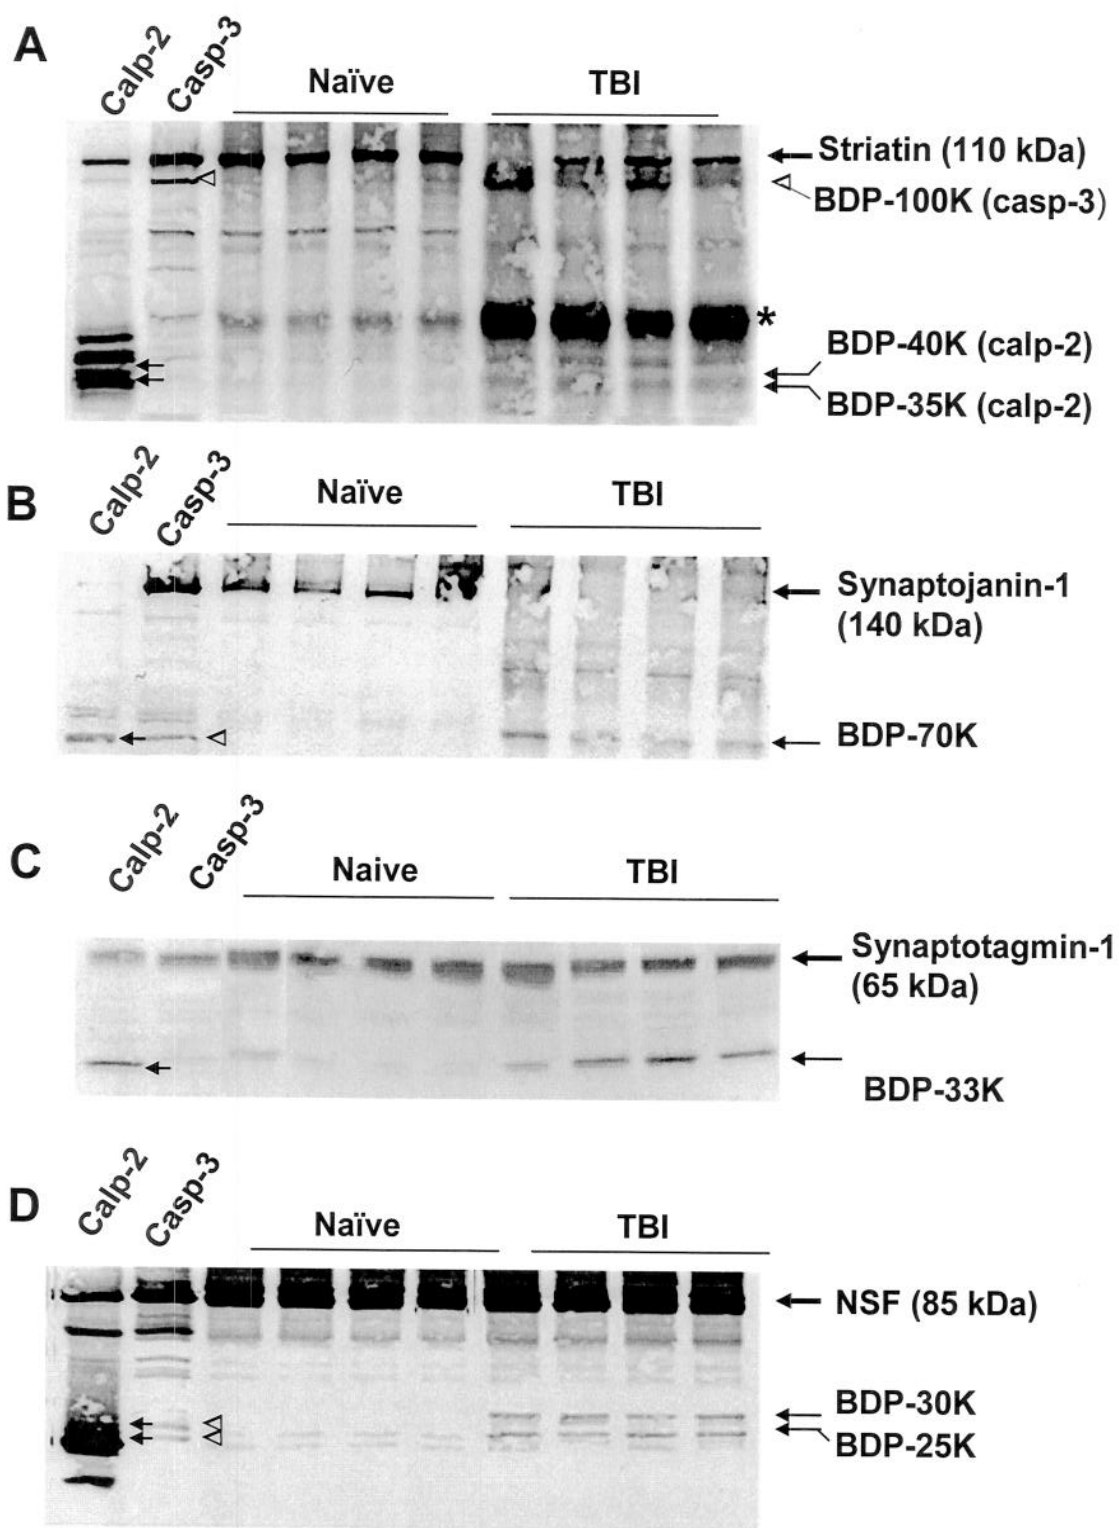 A
Calp-2
Casp-3
Naïve
TBI
Striatin (110 kDa)
BDP-100K (casp-3)
*
BDP-40K (calp-2)
BDP-35K (calp-2)
B
Calp-2
Casp-3
Naïve
TBI
Synaptojanin-1
(140 kDa)
BDP-70K
C
Calp-2
Casp-3
Naive
TBI
Synaptotagmin-1
(65 kDa)
BDP-33K
D
Calp-2
Casp-3
Naïve
TBI
NSF (85 kDa)
BDP-30K
BDP-25K